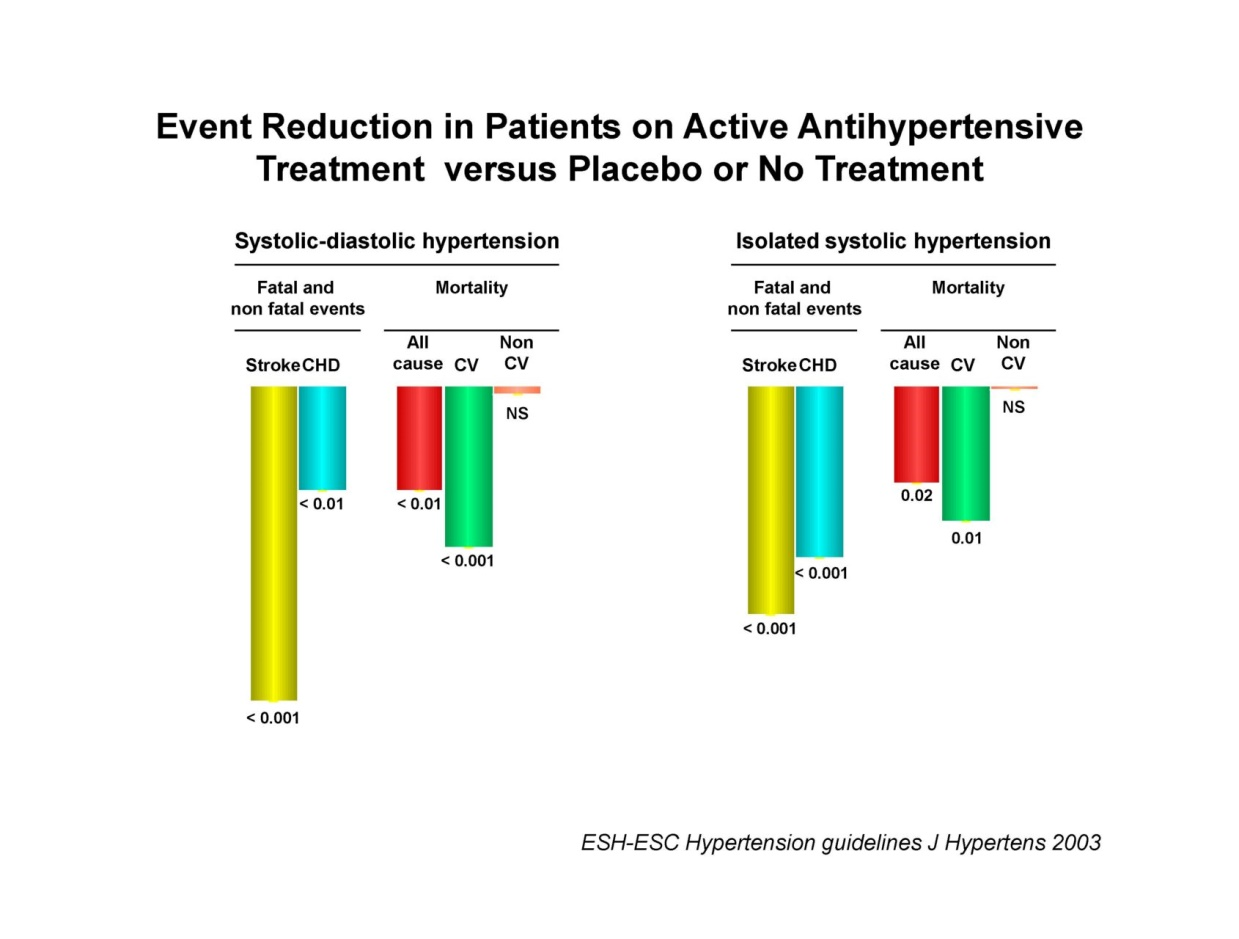 Event Reduction in Patients on Active Antihypertensive
Treatment versus Placebo or No Treatment
Systolic-diastolic hypertension
Fatal and
non fatal events
Mortality
Stroke CHD
All
cause
CV
Non
CV
NS
< 0.01
< 0.01
< 0.001
< 0.001
Isolated systolic hypertension
Fatal and
non fatal events
Mortality
Stroke CHD
All
cause
CV
Non
CV
NS
0.02
0.01
< 0.001
< 0.001
ESH-ESC Hypertension guidelines J Hypertens 2003